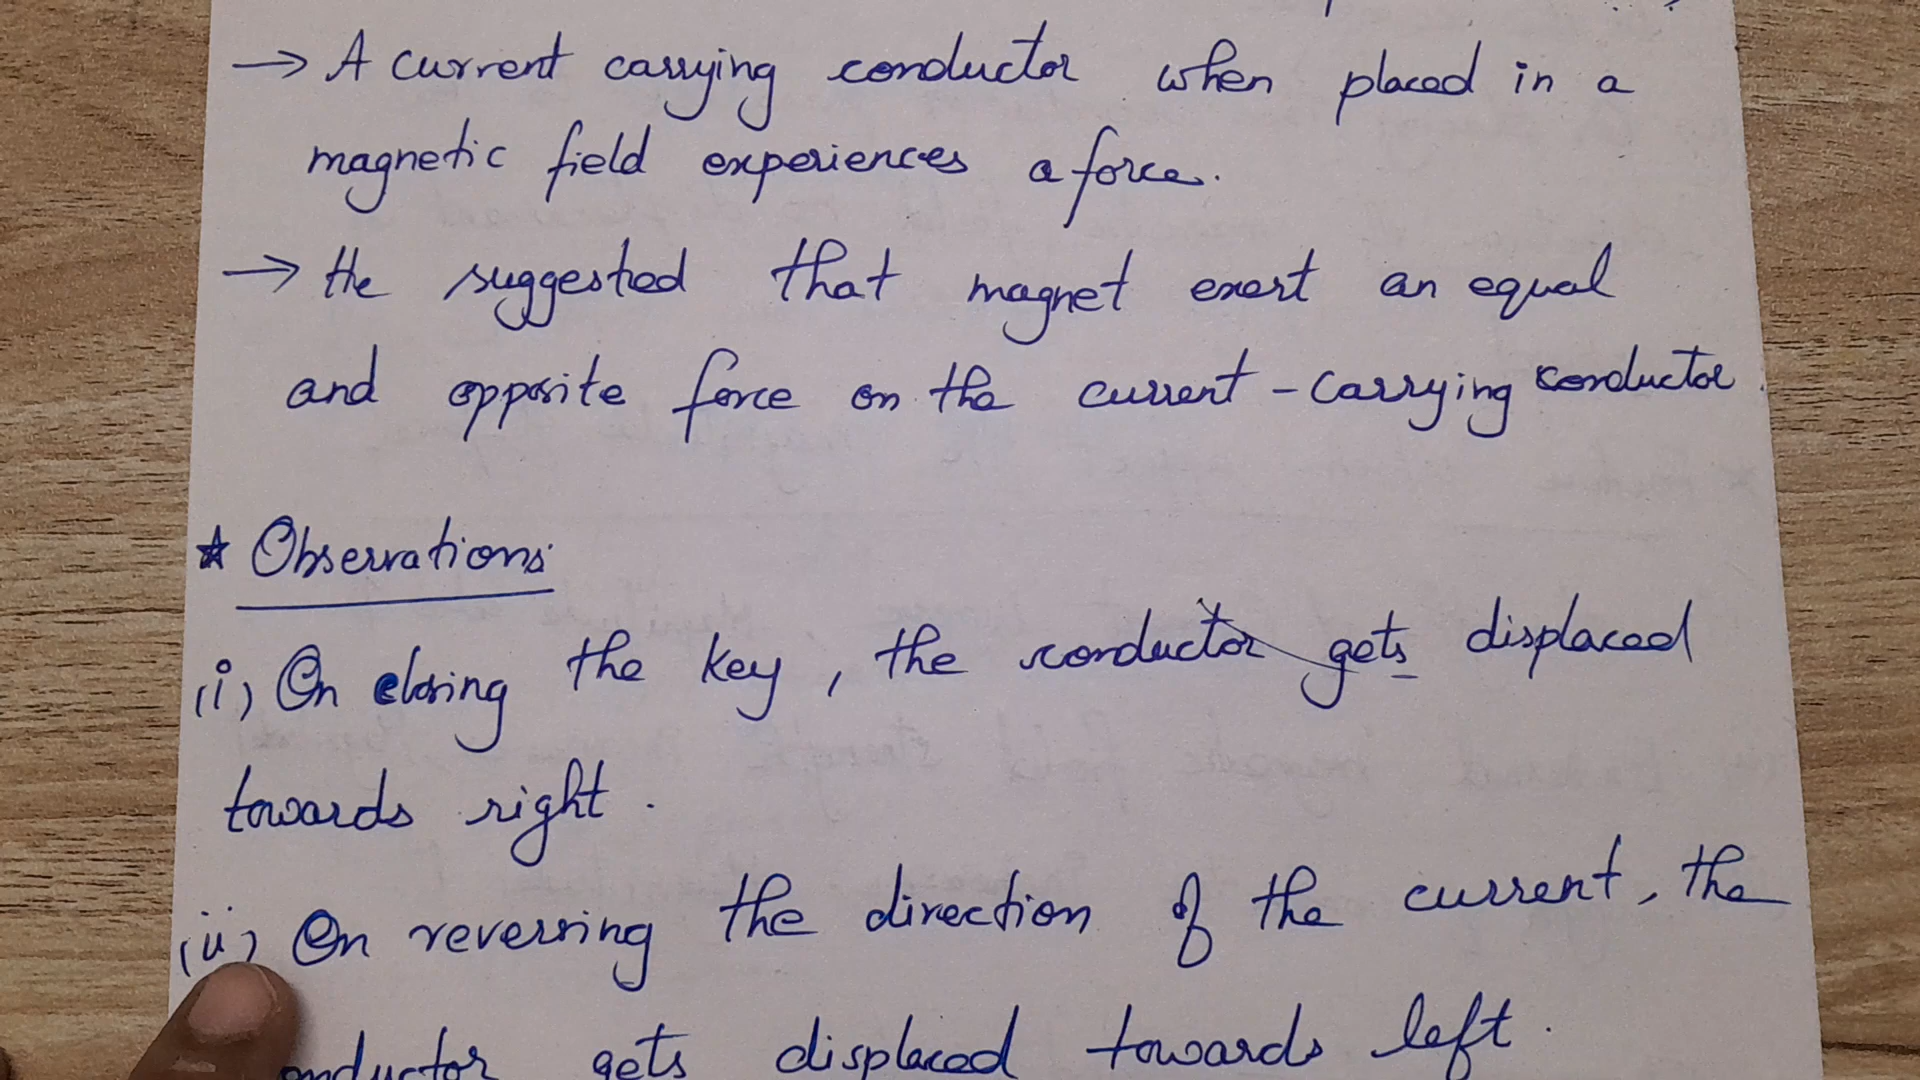 → A current carrying conductor when placed in a
magnetic field experiences a force.
→ He suggested that magnet exert an equal
and opposite force on the current-carrying conductor.
★ Observations:
(i) On closing the key, the conductor gets displaced
towards right.
(ii) On reversing the direction of the current, the
conductor gets displaced towards left.